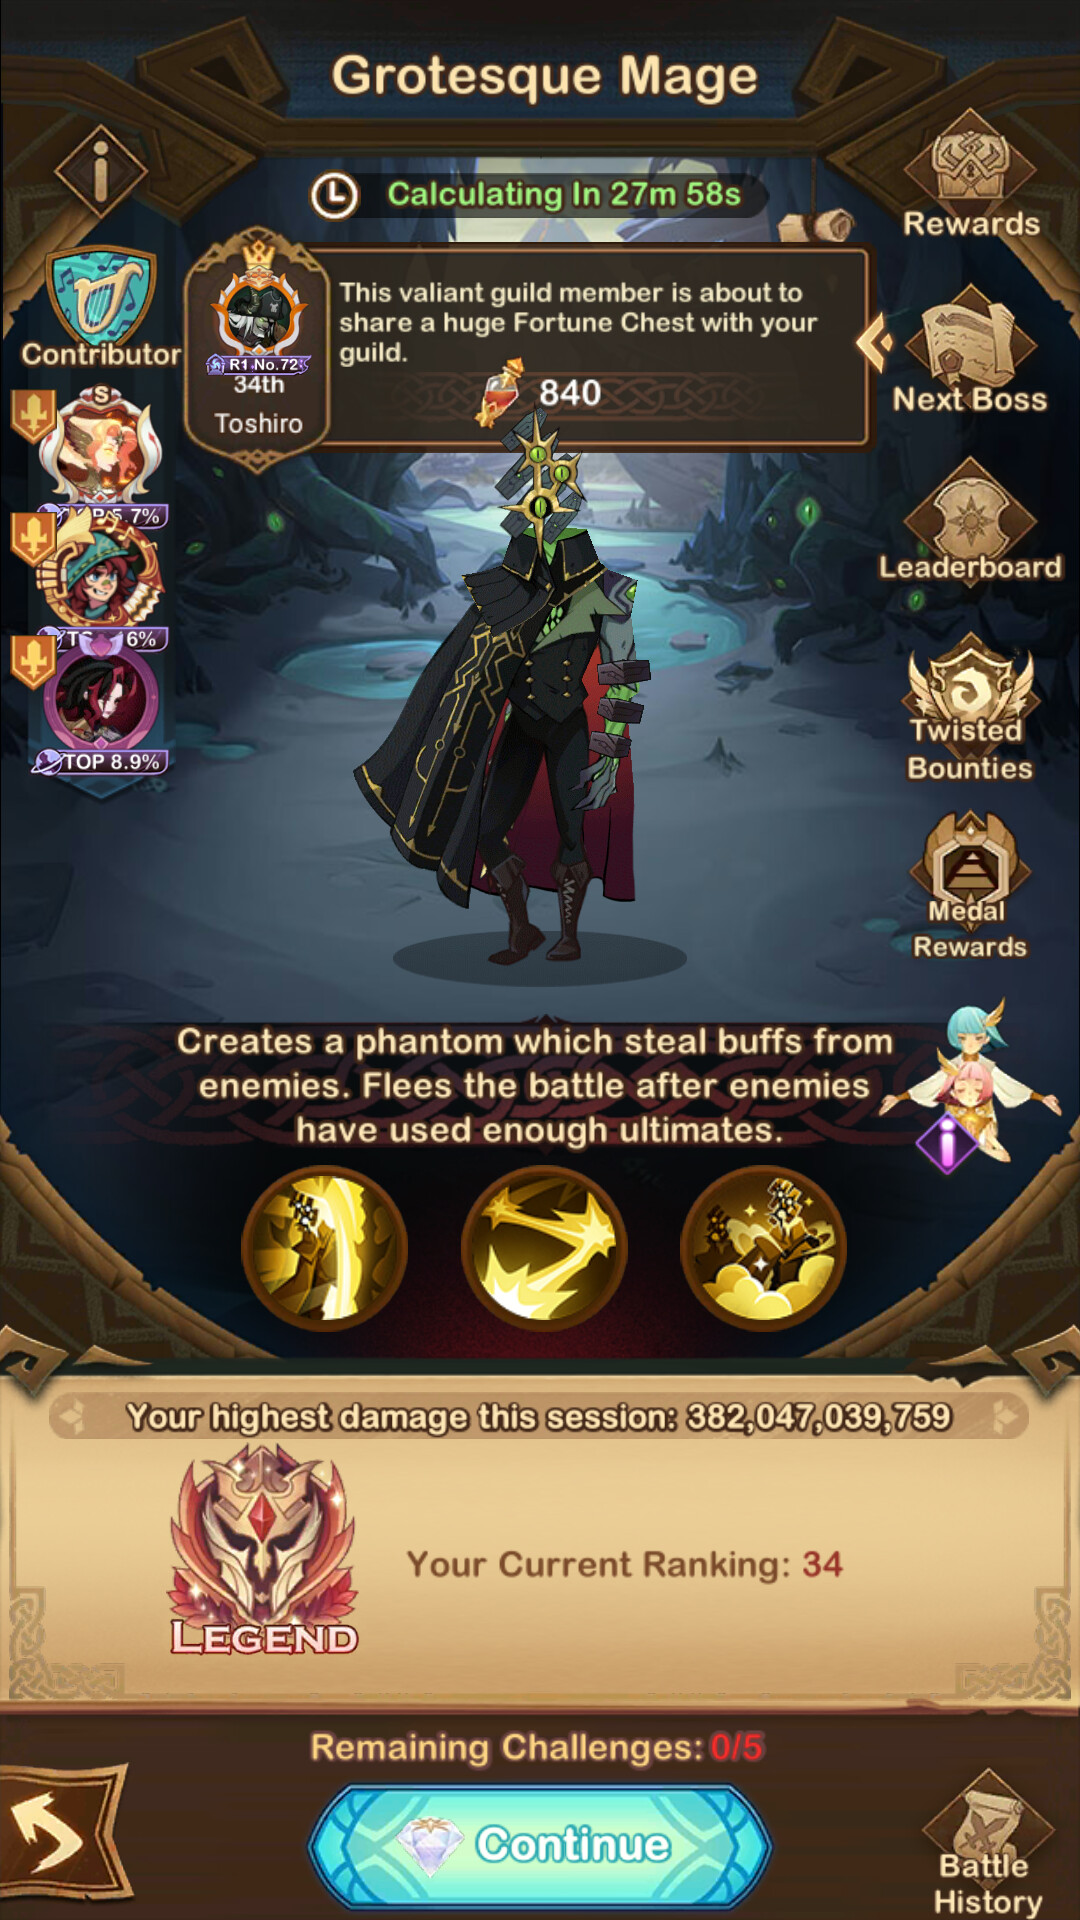 Grotesque Mage
Calculating In 27m 58s
Rewards
Contributor
This valiant guild member is about to
share a huge Fortune Chest with your
guild.
R1 No.72
34th
Toshiro
840
Next Boss
S
5.7%
Leaderboard
6%
TOP 8.9%
Twisted
Bounties
Medal
Rewards
Creates a phantom which steal buffs from
enemies. Flees the battle after enemies
have used enough ultimates.
Your highest damage this session: 382,047,039,759
LEGEND
Your Current Ranking: 34
Remaining Challenges: 0/5
Continue
Battle
History